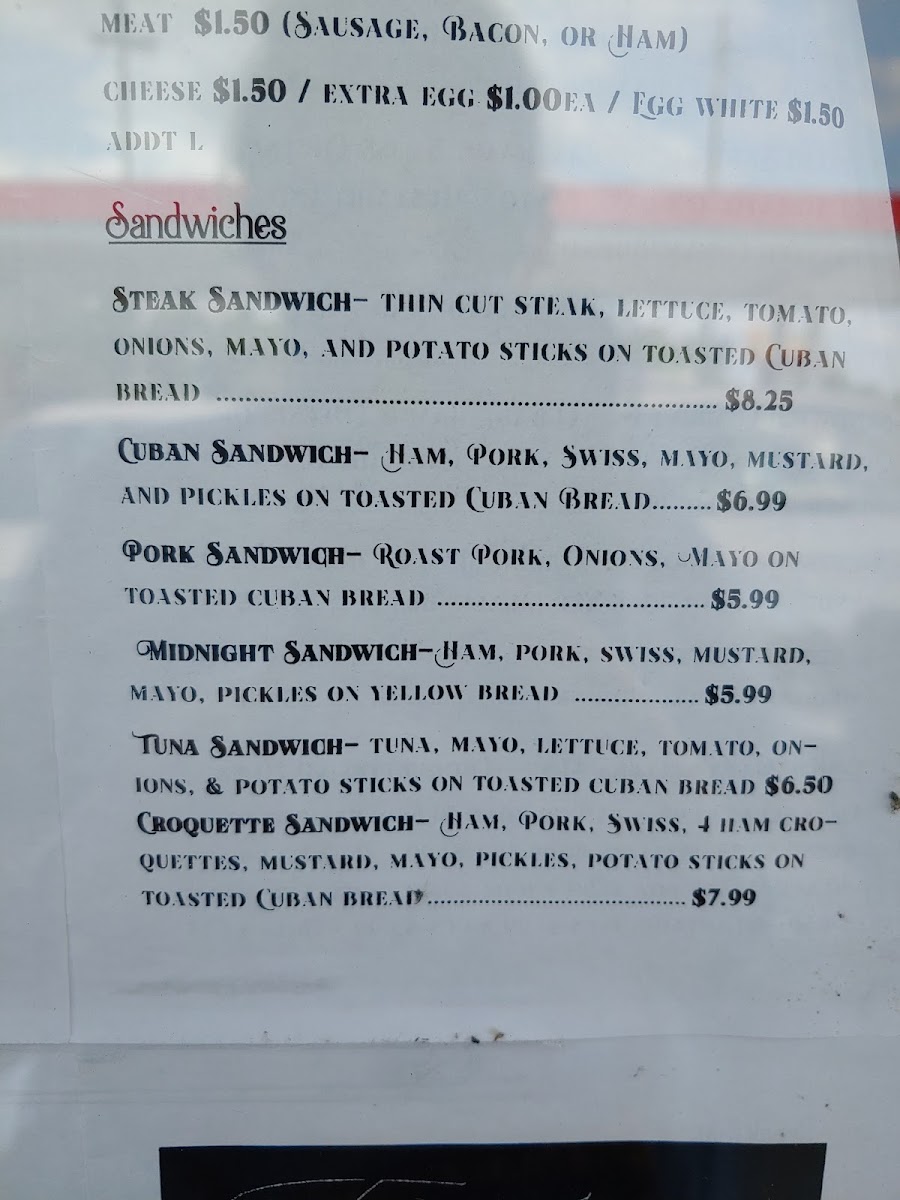 MEAT $1.50 (SAUSAGE, BACON, OR HAM)
CHEESE $1.50 / EXTRA EGG $1.00EA / EGG WHITE $1.50
ADDT L
Sandwiches
STEAK SANDWICH– THIN CUT STEAK, LETTUCE, TOMATO,
ONIONS, MAYO, AND POTATO STICKS ON TOASTED CUBAN
BREAD ........................................................................ $8.25
CUBAN SANDWICH– HAM, PORK, SWISS, MAYO, MUSTARD,
AND PICKLES ON TOASTED CUBAN BREAD......... $6.99
PORK SANDWICH– ROAST PORK, ONIONS, MAYO ON
TOASTED CUBAN BREAD ...................................... $5.99
MIDNIGHT SANDWICH–HAM, PORK, SWISS, MUSTARD,
MAYO, PICKLES ON YELLOW BREAD .................. $5.99
TUNA SANDWICH– TUNA, MAYO, LETTUCE, TOMATO, ON-
IONS, & POTATO STICKS ON TOASTED CUBAN BREAD $6.50
CROQUETTE SANDWICH– HAM, PORK, SWISS, 4 HAM CRO-
QUETTES, MUSTARD, MAYO, PICKLES, POTATO STICKS ON
TOASTED CUBAN BREAD...................................... $7.99